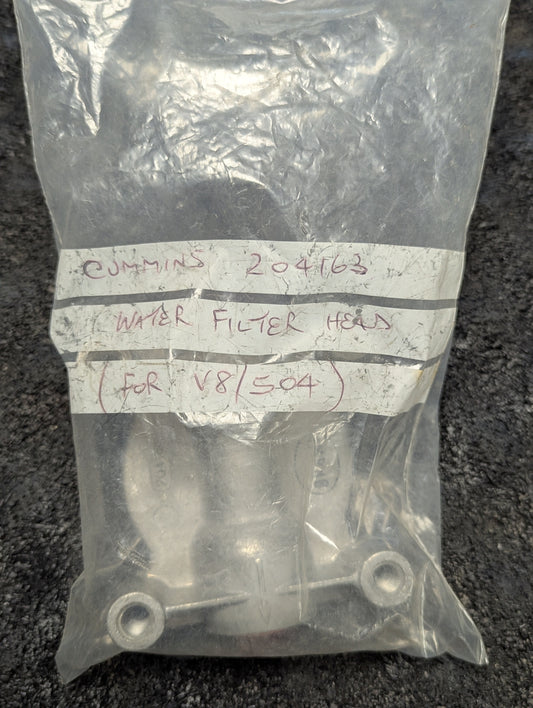 CUMMINS 204163
WATER FILTER HEAD
(FOR V8/504)